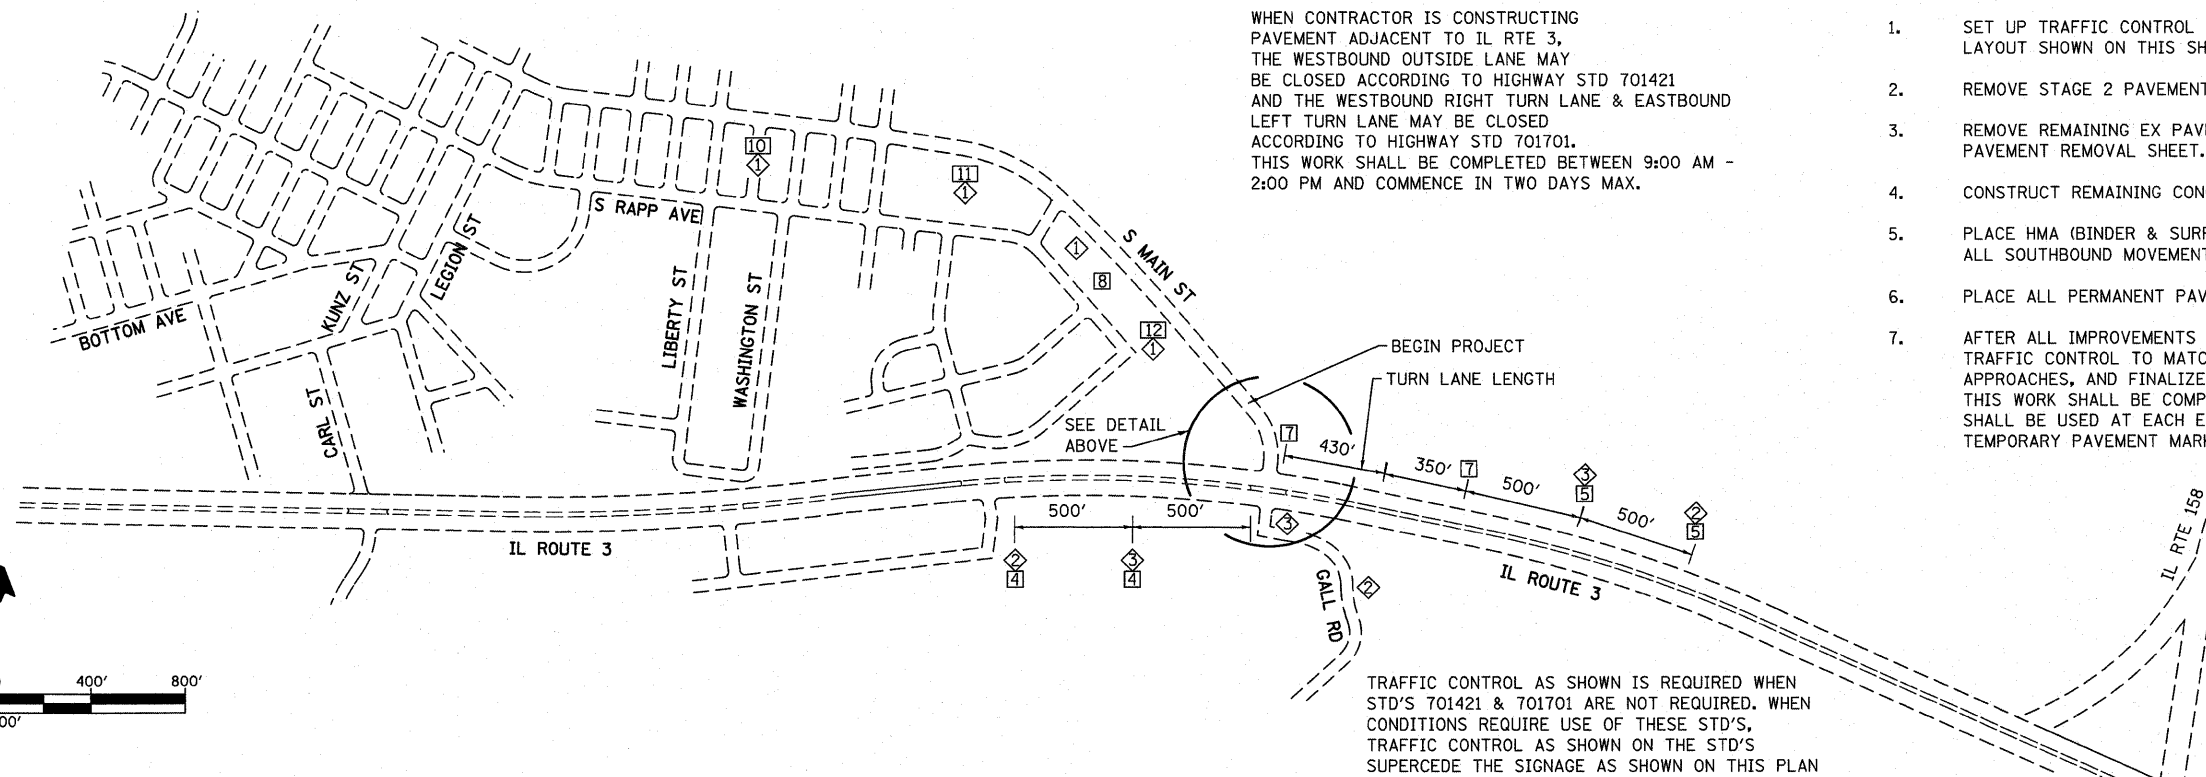 WHEN CONTRACTOR IS CONSTRUCTING
PAVEMENT ADJACENT TO IL RTE 3,
THE WESTBOUND OUTSIDE LANE MAY
BE CLOSED ACCORDING TO HIGHWAY STD 701421
AND THE WESTBOUND RIGHT TURN LANE & EASTBOUND
LEFT TURN LANE MAY BE CLOSED
ACCORDING TO HIGHWAY STD 701701.
THIS WORK SHALL BE COMPLETED BETWEEN 9:00 AM -
2:00 PM AND COMMENCE IN TWO DAYS MAX.
1. SET UP TRAFFIC CONTROL
LAYOUT SHOWN ON THIS SH
2. REMOVE STAGE 2 PAVEMENT
3. REMOVE REMAINING EX PAV
PAVEMENT REMOVAL SHEET.
4. CONSTRUCT REMAINING CON
5. PLACE HMA (BINDER & SURF
ALL SOUTHBOUND MOVEMENT
6. PLACE ALL PERMANENT PAV
7. AFTER ALL IMPROVEMENTS
TRAFFIC CONTROL TO MATC
APPROACHES, AND FINALIZE
THIS WORK SHALL BE COMP
SHALL BE USED AT EACH E
TEMPORARY PAVEMENT MARK
10
1
11
1
S RAPP AVE
LEGION ST
KUNZ ST
BOTTOM AVE
CARL ST
LIBERTY ST
WASHINGTON ST
S MAIN ST
1
8
12
1
BEGIN PROJECT
TURN LANE LENGTH
SEE DETAIL
ABOVE
7
430'
350'
7
500'
3
5
500'
2
5
IL RTE 158
500'
500'
3
IL ROUTE 3
2
4
3
4
GALL RD
2
IL ROUTE 3
400'
800'
00'
TRAFFIC CONTROL AS SHOWN IS REQUIRED WHEN
STD'S 701421 & 701701 ARE NOT REQUIRED. WHEN
CONDITIONS REQUIRE USE OF THESE STD'S,
TRAFFIC CONTROL AS SHOWN ON THE STD'S
SUPERCEDE THE SIGNAGE AS SHOWN ON THIS PLAN